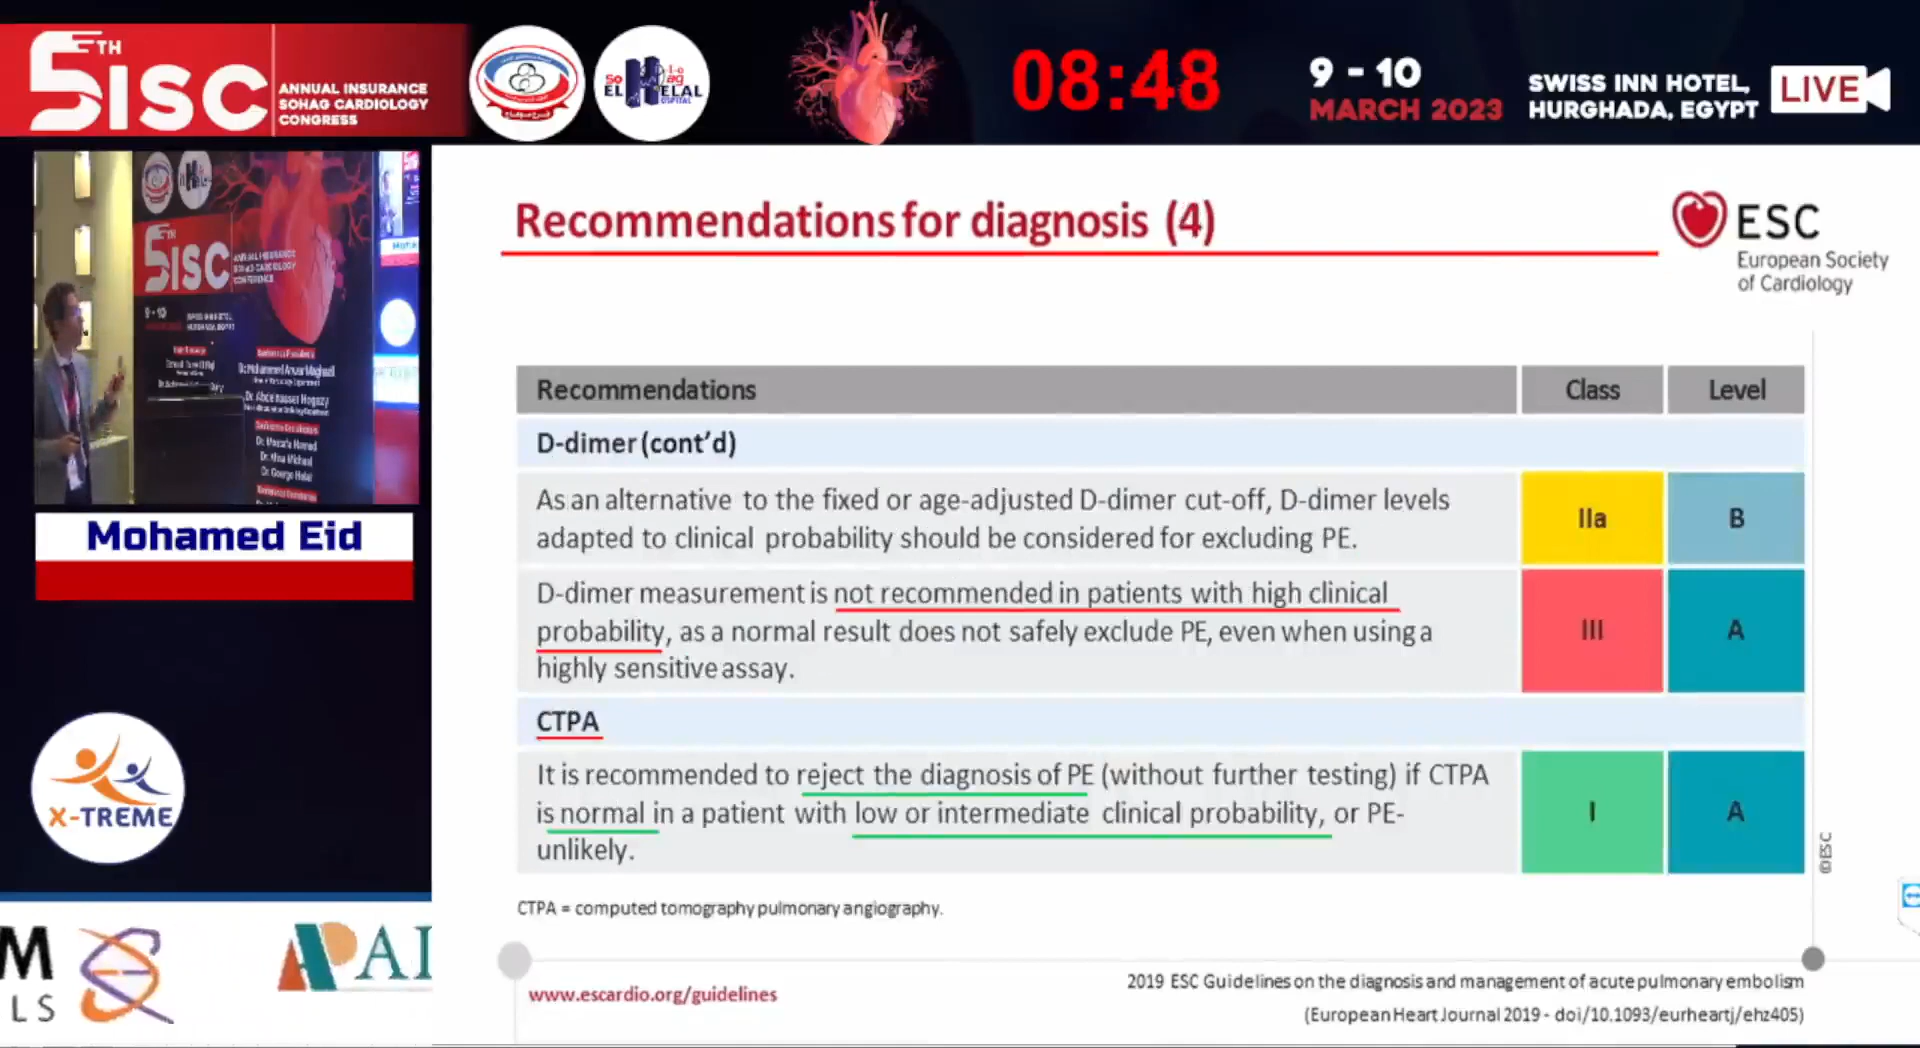 5TH
ISC
ANNUAL INSURANCE
SOHAG CARDIOLOGY
CONGRESS
08:48
9 - 10
MARCH 2023
SWISS INN HOTEL,
HURGHADA, EGYPT
LIVE
5TH
ISC
9 - 10
Mohamed Eid
X-TREME
M
LS
APAI
Recommendations for diagnosis (4)
ESC
European Society
of Cardiology
Recommendations Class Level
D-dimer (cont’d)
As an alternative to the fixed or age-adjusted D-dimer cut-off, D-dimer levels
adapted to clinical probability should be considered for excluding PE.
IIa B
D-dimer measurement is not recommended in patients with high clinical
probability, as a normal result does not safely exclude PE, even when using a
highly sensitive assay.
III A
CTPA
It is recommended to reject the diagnosis of PE (without further testing) if CTPA
is normal in a patient with low or intermediate clinical probability, or PE-
unlikely.
I A
©ESC
CTPA = computed tomography pulmonary angiography.
www.escardio.org/guidelines
2019 ESC Guidelines on the diagnosis and management of acute pulmonary embolism
(European Heart Journal 2019 - doi/10.1093/eurheartj/ehz405)